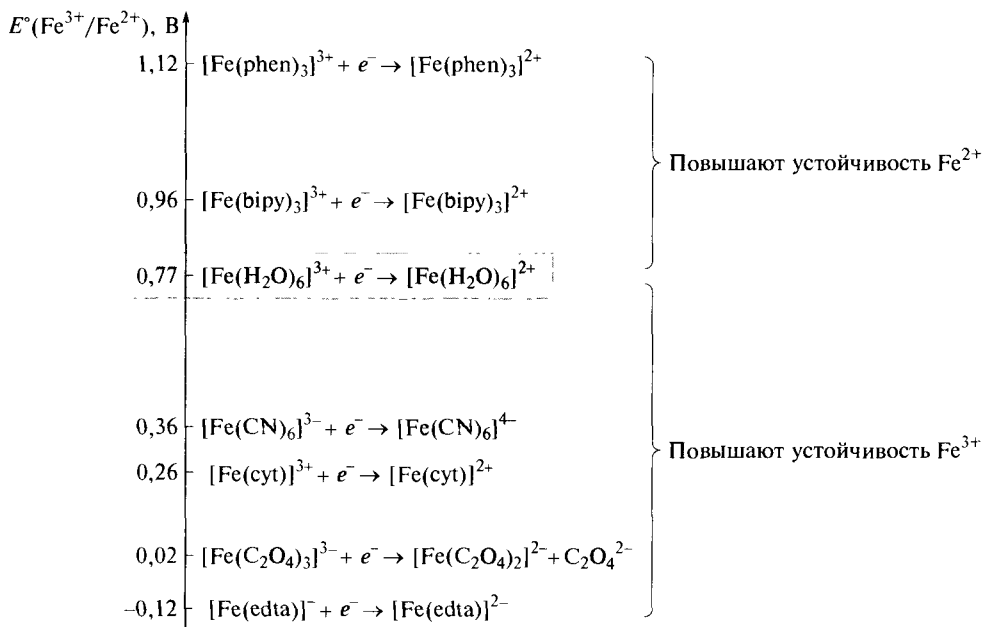 E°(Fe³⁺/Fe²⁺), В
1,12 [Fe(phen)₃]³⁺ + e⁻ → [Fe(phen)₃]²⁺
Повышают устойчивость Fe²⁺
0,96 [Fe(bipy)₃]³⁺ + e⁻ → [Fe(bipy)₃]²⁺
0,77 [Fe(H₂O)₆]³⁺ + e⁻ → [Fe(H₂O)₆]²⁺
0,36 [Fe(CN)₆]³⁻ + e⁻ → [Fe(CN)₆]⁴⁻
Повышают устойчивость Fe³⁺
0,26 [Fe(cyt)]³⁺ + e⁻ → [Fe(cyt)]²⁺
0,02 [Fe(C₂O₄)₃]³⁻ + e⁻ → [Fe(C₂O₄)₂]²⁻ + C₂O₄²⁻
–0,12 [Fe(edta)]⁻ + e⁻ → [Fe(edta)]²⁻